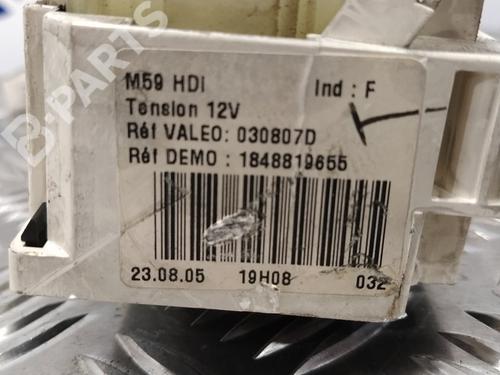 M59 HDI Ind : F
Tension 12V
Réf VALEO: 030807D
Réf DEMO : 1848819655
23.08.05 19H08 032
B-PARTS